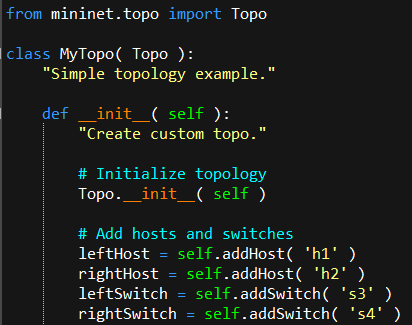 from mininet.topo import Topo
class MyTopo( Topo ):
"Simple topology example."
def __init__( self ):
"Create custom topo."
# Initialize topology
Topo.__init__( self )
# Add hosts and switches
leftHost = self.addHost( 'h1' )
rightHost = self.addHost( 'h2' )
leftSwitch = self.addSwitch( 's3' )
rightSwitch = self.addSwitch( 's4' )